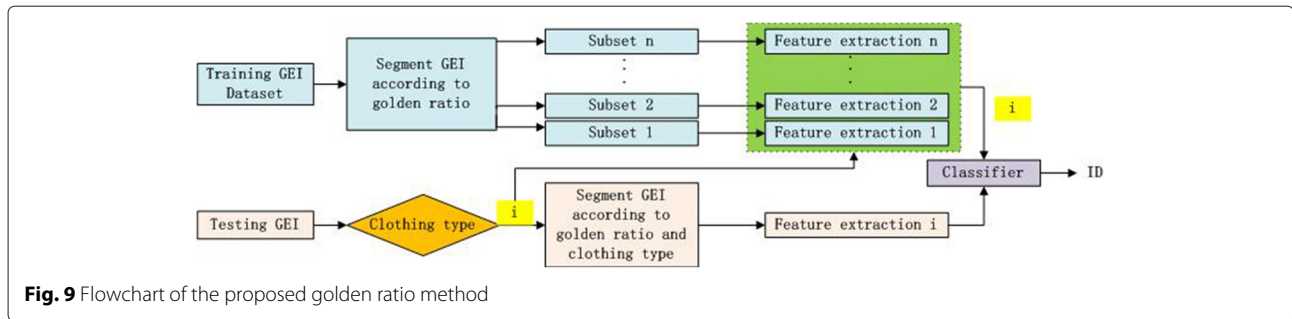 Training GEI
Dataset
Segment GEI
according to
golden ratio
Subset n
Subset 2
Subset 1
Feature extraction n
Feature extraction 2
Feature extraction 1
i
Testing GEI
Clothing type
i
Segment GEI
according to
golden ratio and
clothing type
Feature extraction i
Classifier
ID
Fig. 9 Flowchart of the proposed golden ratio method